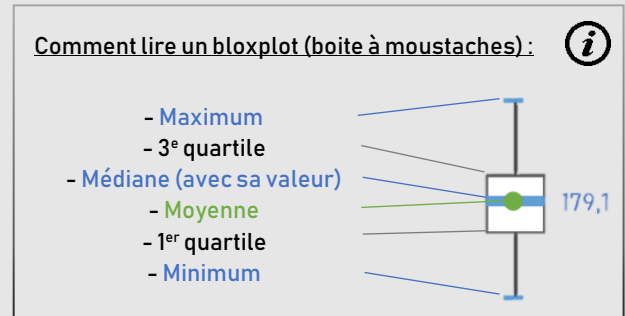 Comment lire un bloxplot (boite à moustaches) :
i
- Maximum
- 3e quartile
- Médiane (avec sa valeur)
179,1
- Moyenne
- 1er quartile
- Minimum